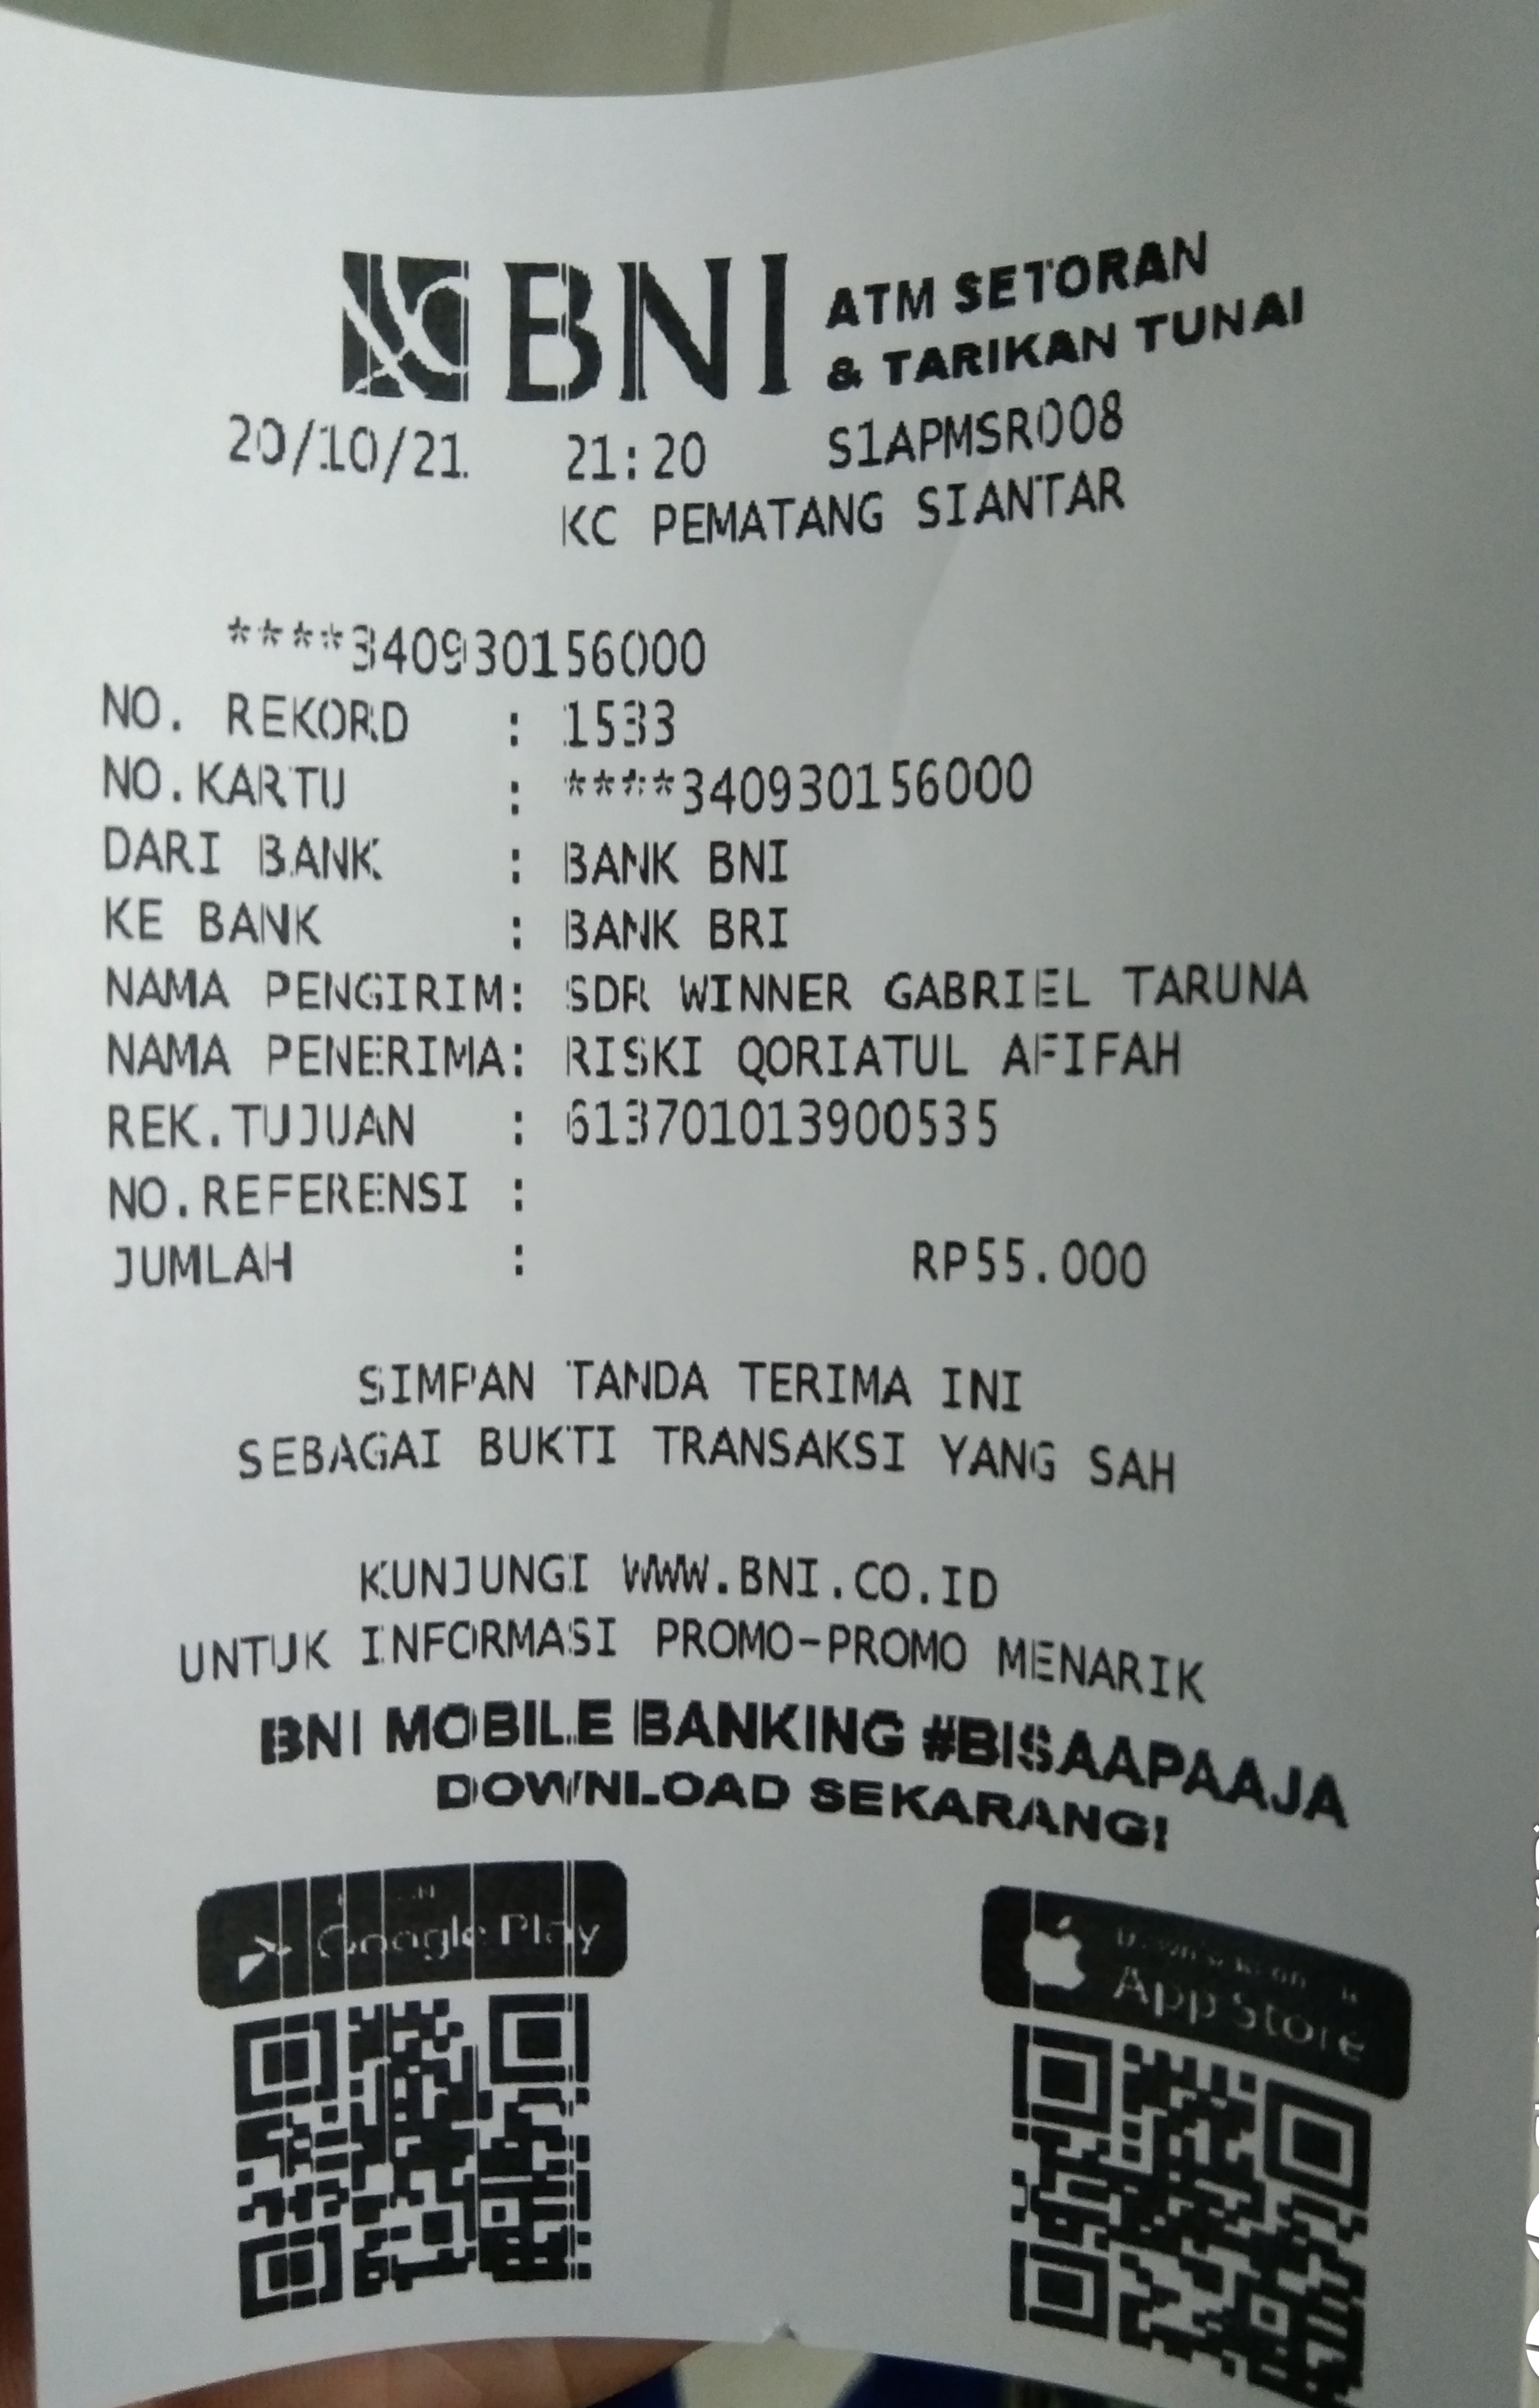 BNI ATM SETORAN
& TARIKAN TUNAI
20/10/21 21:20 S1APMSR008
KC PEMATANG SIANTAR
****340930156000
NO. REKORD : 1533
NO.KARTU : ****340930156000
DARI BANK : BANK BNI
KE BANK : BANK BRI
NAMA PENGIRIM: SDR WINNER GABRIEL TARUNA
NAMA PENERIMA: RISKI QORIATUL AFIFAH
REK.TUJUAN : 613701013900535
NO.REFERENSI :
JUMLAH : RP55.000
SIMPAN TANDA TERIMA INI
SEBAGAI BUKTI TRANSAKSI YANG SAH
KUNJUNGI WWW.BNI.CO.ID
UNTUK INFORMASI PROMO-PROMO MENARIK
BNI MOBILE BANKING #BISAAPAAJA
DOWNLOAD SEKARANG!
Google Play
App Store